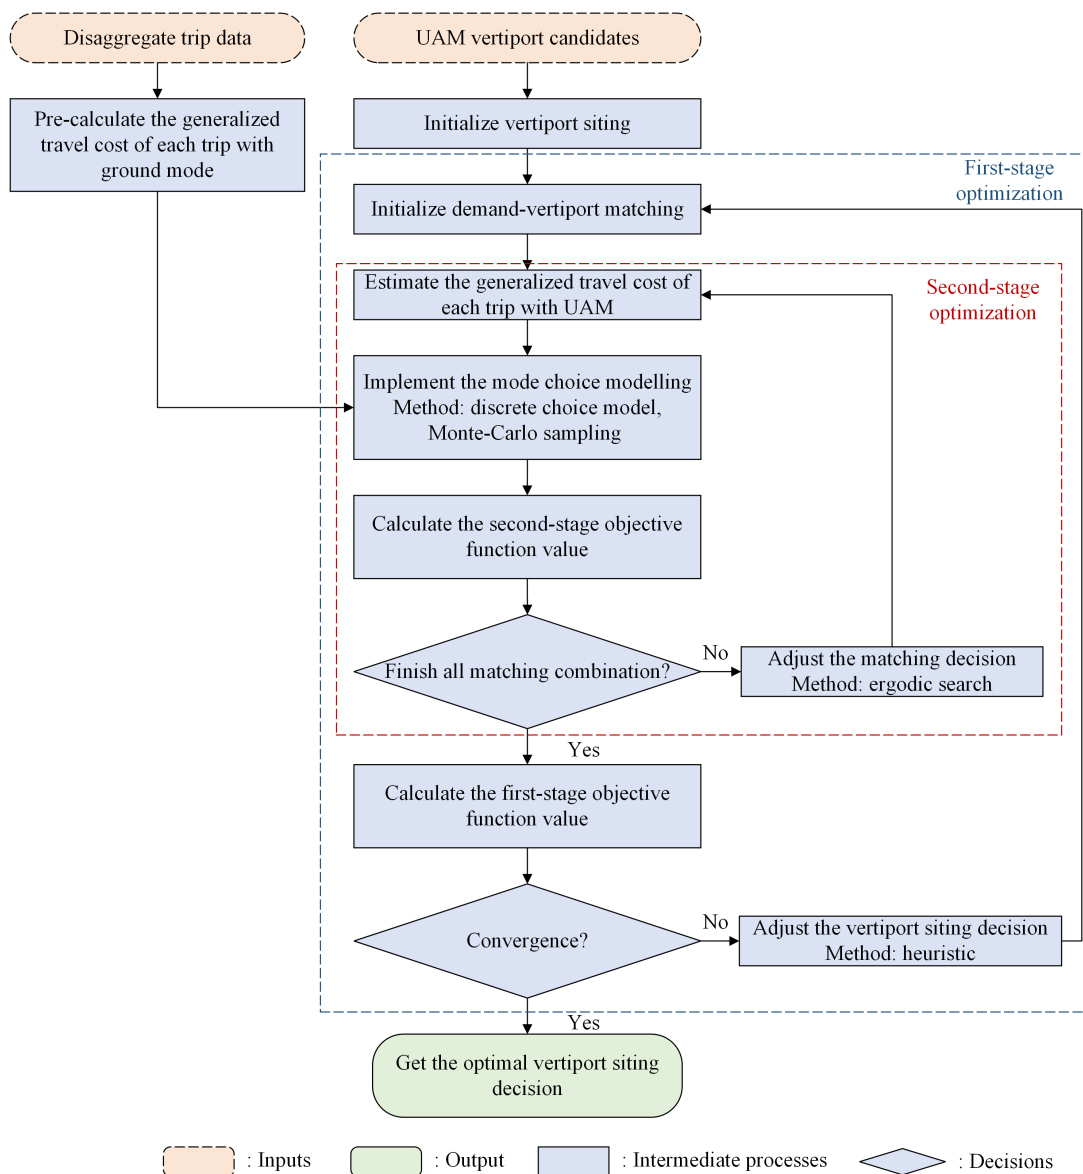 Disaggregate trip data
UAM vertiport candidates
Pre-calculate the generalized
travel cost of each trip with
ground mode
Initialize vertiport siting
First-stage
optimization
Initialize demand-vertiport matching
Second-stage
optimization
Estimate the generalized travel cost of
each trip with UAM
Implement the mode choice modelling
Method: discrete choice model,
Monte-Carlo sampling
Calculate the second-stage objective
function value
Finish all matching combination?
No
Adjust the matching decision
Method: ergodic search
Yes
Calculate the first-stage objective
function value
Convergence?
No
Adjust the vertiport siting decision
Method: heuristic
Yes
Get the optimal vertiport siting
decision
: Inputs
: Output
: Intermediate processes
: Decisions